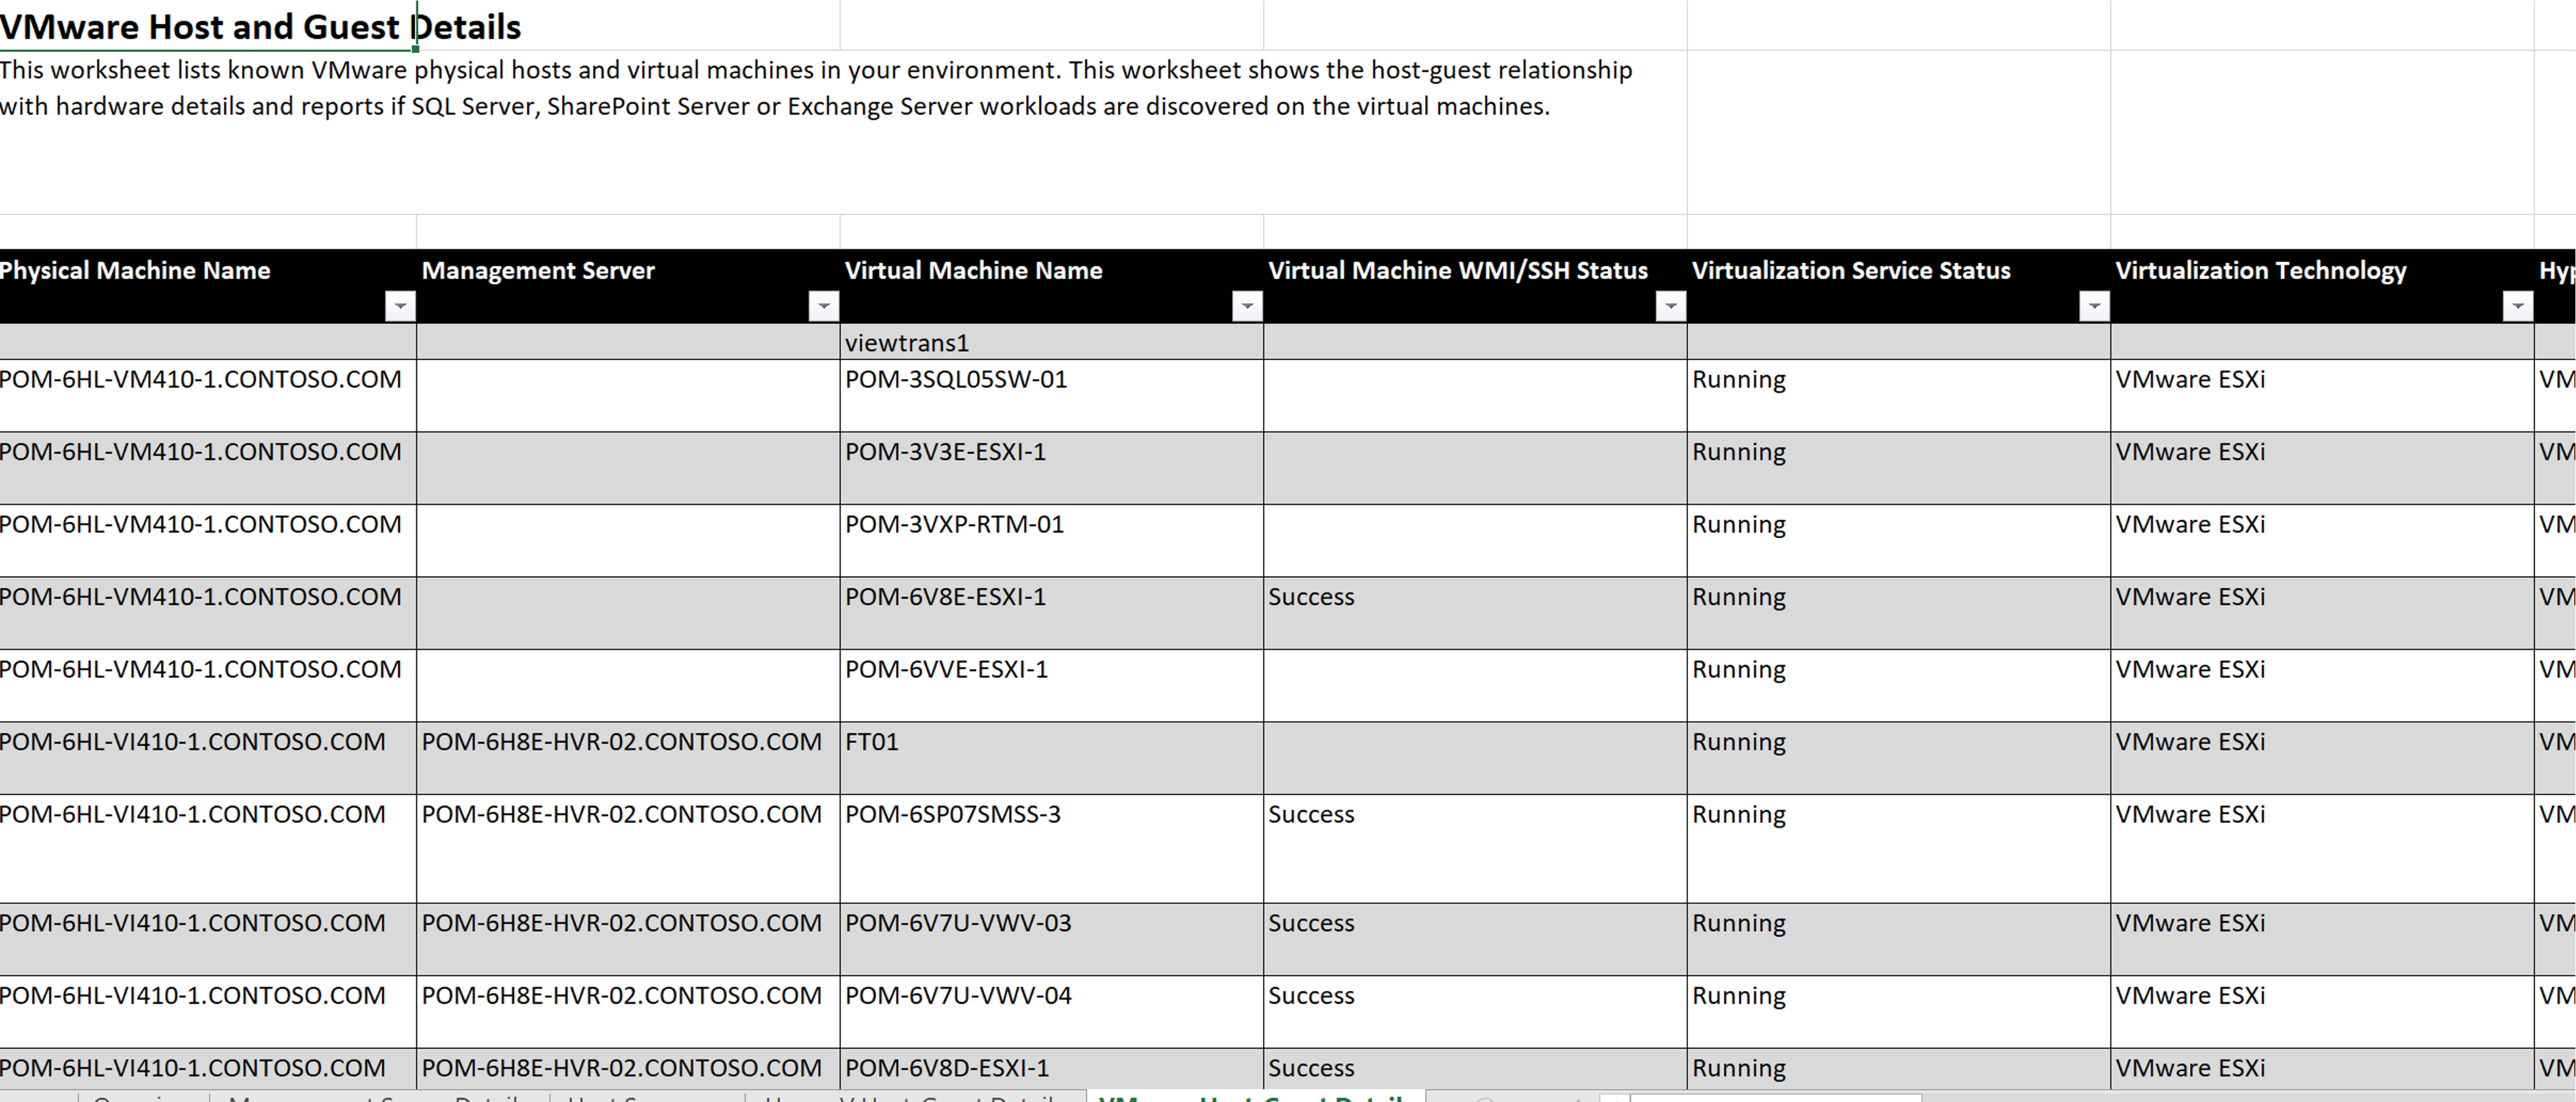 VMware Host and Guest Details
This worksheet lists known VMware physical hosts and virtual machines in your environment. This worksheet shows the host-guest relationship
with hardware details and reports if SQL Server, SharePoint Server or Exchange Server workloads are discovered on the virtual machines.
Physical Machine Name Management Server Virtual Machine Name Virtual Machine WMI/SSH Status Virtualization Service Status Virtualization Technology Hyp
viewtrans1
POM-6HL-VM410-1.CONTOSO.COM POM-3SQL05SW-01 Running VMware ESXi VM
POM-6HL-VM410-1.CONTOSO.COM POM-3V3E-ESXI-1 Running VMware ESXi VM
POM-6HL-VM410-1.CONTOSO.COM POM-3VXP-RTM-01 Running VMware ESXi VM
POM-6HL-VM410-1.CONTOSO.COM POM-6V8E-ESXI-1 Success Running VMware ESXi VM
POM-6HL-VM410-1.CONTOSO.COM POM-6VVE-ESXI-1 Running VMware ESXi VM
POM-6HL-VI410-1.CONTOSO.COM POM-6H8E-HVR-02.CONTOSO.COM FT01 Running VMware ESXi VM
POM-6HL-VI410-1.CONTOSO.COM POM-6H8E-HVR-02.CONTOSO.COM POM-6SP07SMSS-3 Success Running VMware ESXi VM
POM-6HL-VI410-1.CONTOSO.COM POM-6H8E-HVR-02.CONTOSO.COM POM-6V7U-VWV-03 Success Running VMware ESXi VM
POM-6HL-VI410-1.CONTOSO.COM POM-6H8E-HVR-02.CONTOSO.COM POM-6V7U-VWV-04 Success Running VMware ESXi VM
POM-6HL-VI410-1.CONTOSO.COM POM-6H8E-HVR-02.CONTOSO.COM POM-6V8D-ESXI-1 Success Running VMware ESXi VM